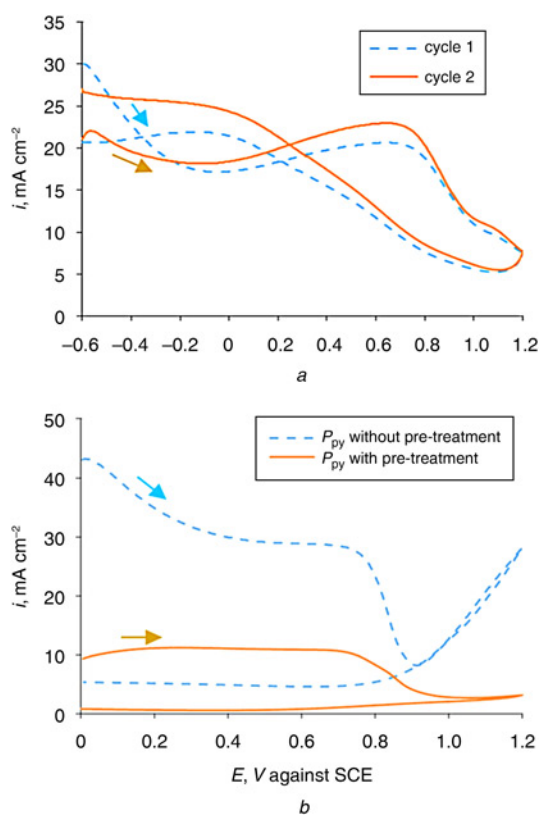 35
30
25
20
15
10
5
0
i, mA cm⁻²
cycle 1
cycle 2
–0.6 –0.4 –0.2 0 0.2 0.4 0.6 0.8 1.0 1.2
a
50
40
30
20
10
0
i, mA cm⁻²
Ppy without pre-treatment
Ppy with pre-treatment
0 0.2 0.4 0.6 0.8 1.0 1.2
E, V against SCE
b